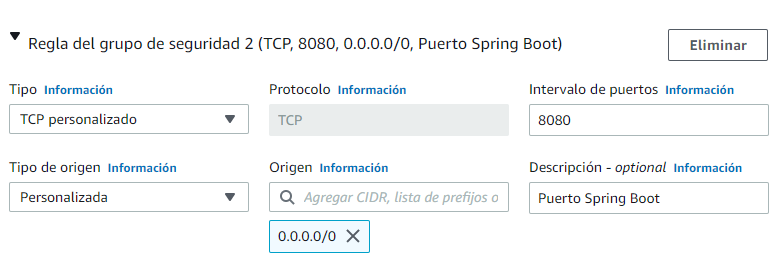 Regla del grupo de seguridad 2 (TCP, 8080, 0.0.0.0/0, Puerto Spring Boot)
Eliminar
Tipo Información
Protocolo Información
Intervalo de puertos Información
TCP personalizado
TCP
8080
Tipo de origen Información
Origen Información
Descripción - optional Información
Personalizada
Agregar CIDR, lista de prefijos o
Puerto Spring Boot
0.0.0.0/0